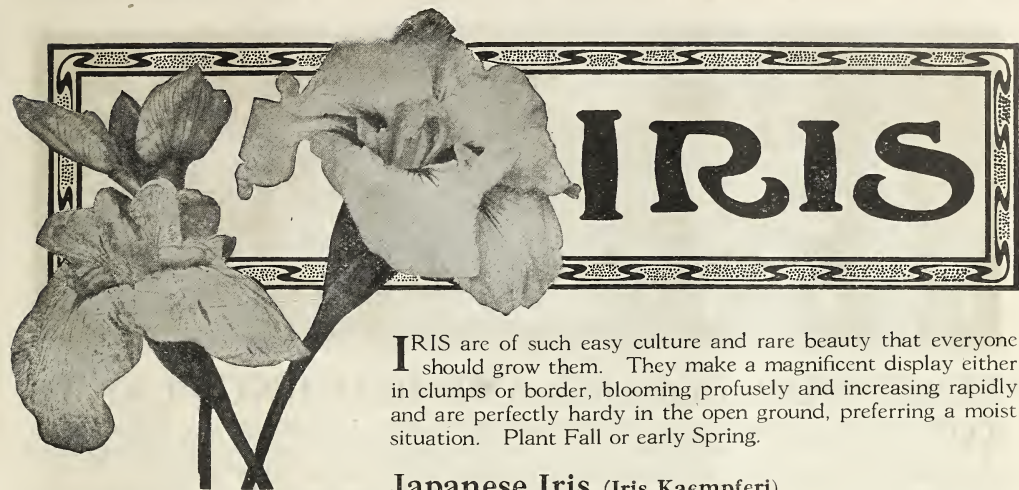 IRIS
IRIS are of such easy culture and rare beauty that everyone
should grow them. They make a magnificent display either
in clumps or border, blooming profusely and increasing rapidly
and are perfectly hardy in the open ground, preferring a moist
situation. Plant Fall or early Spring.
Japanese Iris (Iris Kaempferi)